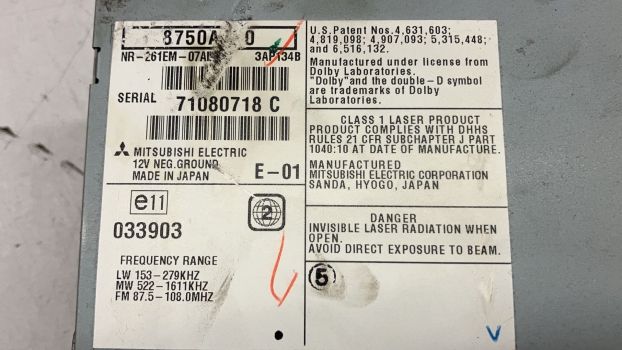 SERIAL 71080718 C
MITSUBISHI ELECTRIC
12V NEG.GROUND
MADE IN JAPAN
E-01
e11
2
033903
FREQUENCY RANGE
LW 153-279KHZ
MW 522-1611KHZ
FM 87.5-108.0MHZ
U.S.Patent Nos.4,631,603;
4,819,098; 4,907,093; 5,315,448;
and 6,516,132.
Manufactured under license from
Dolby Laboratories.
"Dolby"and the double-D symbol
are trademarks of Dolby
Laboratories.
CLASS 1 LASER PRODUCT
PRODUCT COMPLIES WITH DHHS
RULES 21 CFR SUBCHAPTER J PART
1040:10 AT DATE OF MANUFACTURE.
MANUFACTURED
MITSUBISHI ELECTRIC CORPORATION
SANDA, HYOGO, JAPAN
DANGER
INVISIBLE LASER RADIATION WHEN
OPEN.
AVOID DIRECT EXPOSURE TO BEAM.
5
V